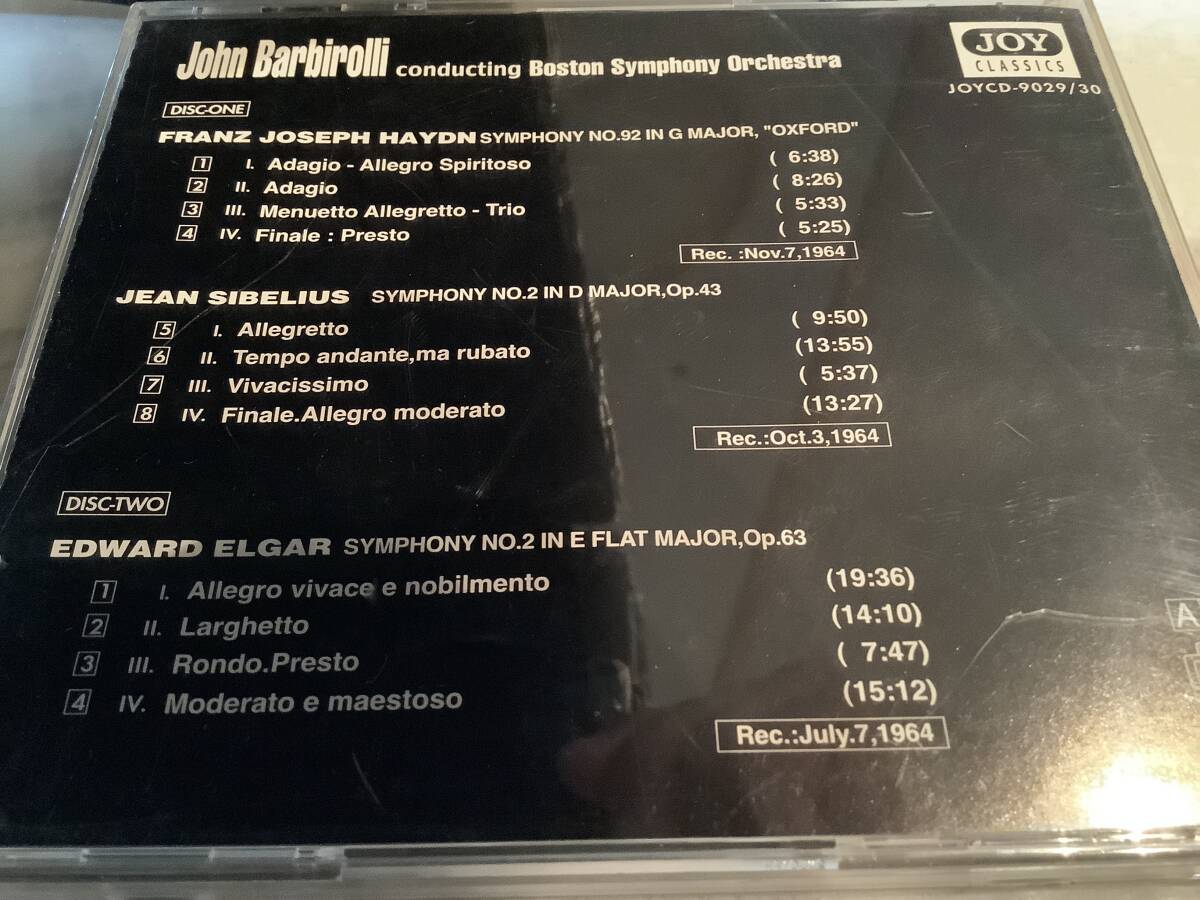 John Barbirolli conducting Boston Symphony Orchestra
JOY
CLASSICS
JOYCD-9029/30
DISC-ONE
FRANZ JOSEPH HAYDN SYMPHONY NO.92 IN G MAJOR, "OXFORD"
1 I. Adagio - Allegro Spiritoso ( 6:38)
2 II. Adagio ( 8:26)
3 III. Menuetto Allegretto - Trio ( 5:33)
4 IV. Finale : Presto ( 5:25)
Rec. :Nov.7,1964
JEAN SIBELIUS SYMPHONY NO.2 IN D MAJOR,Op.43
5 I. Allegretto ( 9:50)
6 II. Tempo andante,ma rubato (13:55)
7 III. Vivacissimo ( 5:37)
8 IV. Finale.Allegro moderato (13:27)
Rec.:Oct.3,1964
DISC-TWO
EDWARD ELGAR SYMPHONY NO.2 IN E FLAT MAJOR,Op.63
1 I. Allegro vivace e nobilmento (19:36)
2 II. Larghetto (14:10)
3 III. Rondo.Presto ( 7:47)
4 IV. Moderato e maestoso (15:12)
Rec.:July.7,1964
A